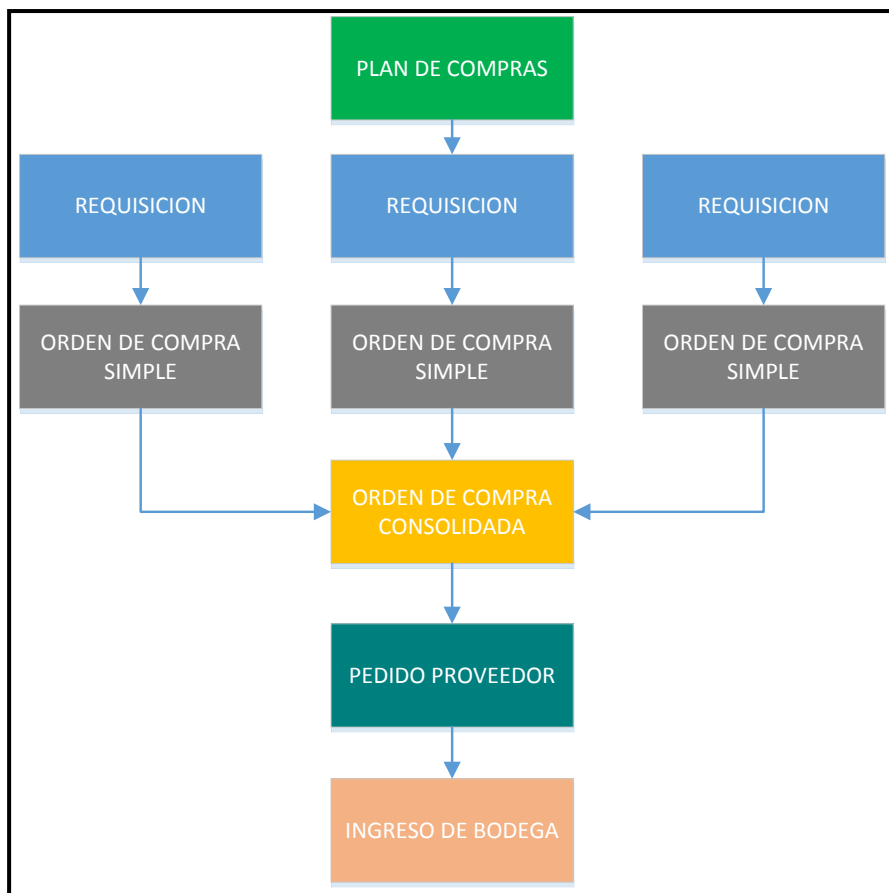 PLAN DE COMPRAS
REQUISICION
REQUISICION
REQUISICION
ORDEN DE COMPRA
SIMPLE
ORDEN DE COMPRA
SIMPLE
ORDEN DE COMPRA
SIMPLE
ORDEN DE COMPRA
CONSOLIDADA
PEDIDO PROVEEDOR
INGRESO DE BODEGA